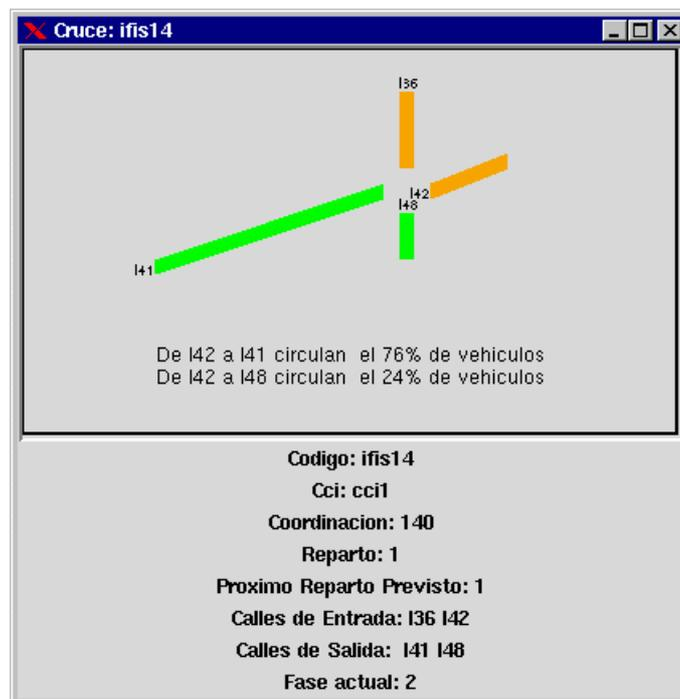 Cruce: ifis14
I36
I42
I48
I41
De I42 a I41 circulan el 76% de vehiculos
De I42 a I48 circulan el 24% de vehiculos
Codigo: ifis14
Cci: cci1
Coordinacion: 140
Reparto: 1
Proximo Reparto Previsto: 1
Calles de Entrada: I36 I42
Calles de Salida: I41 I48
Fase actual: 2